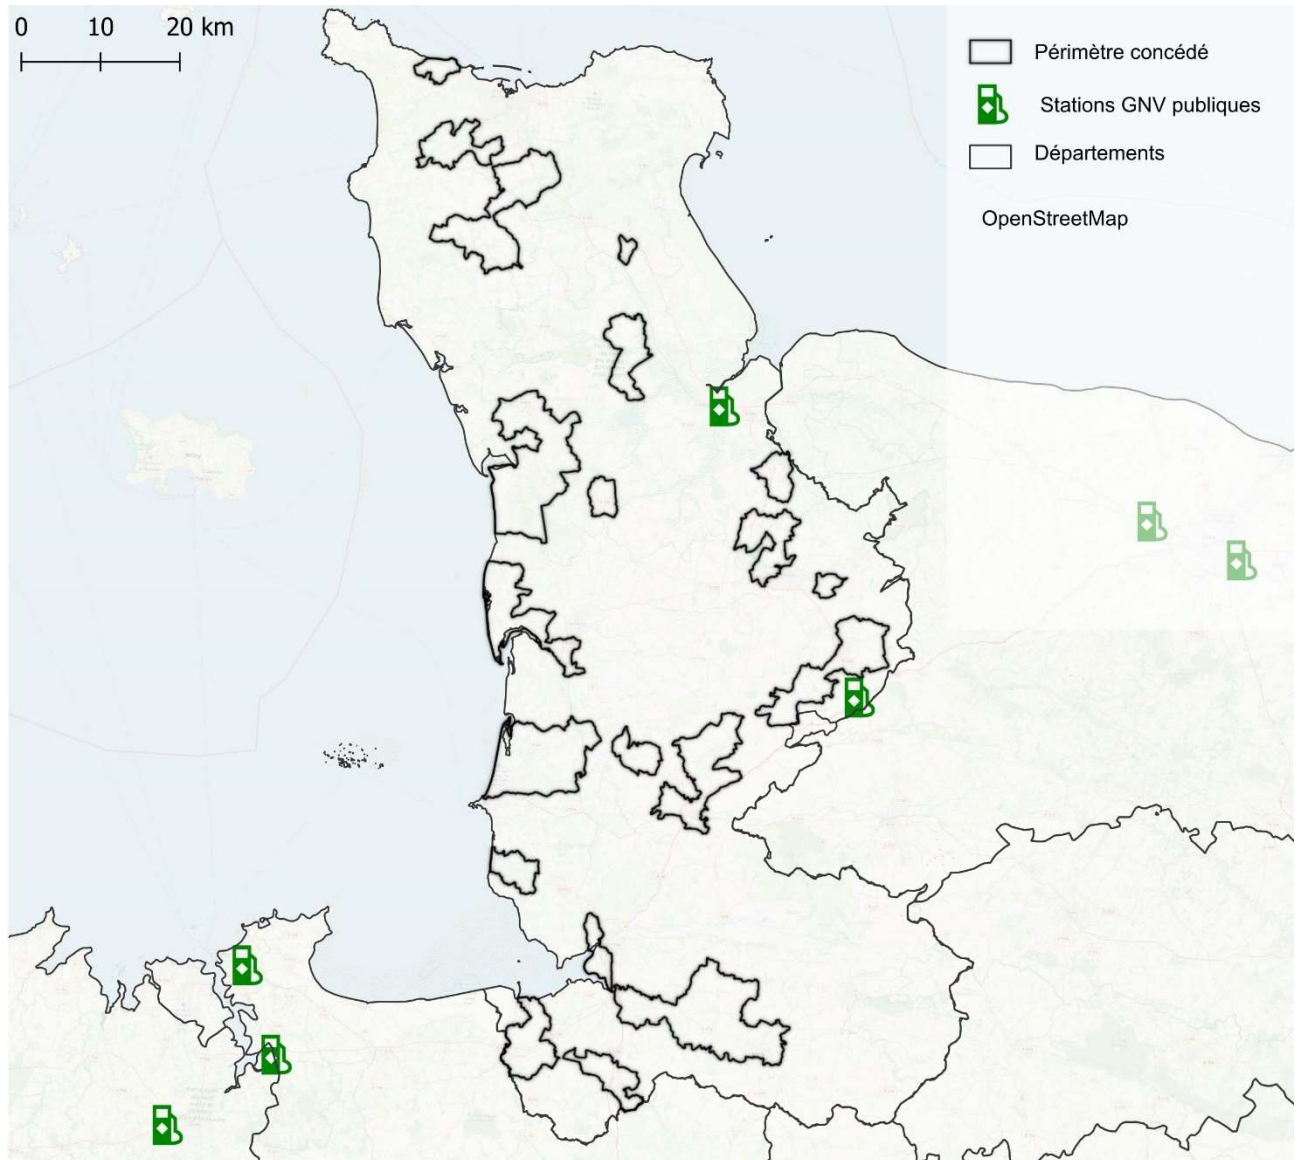 0 10 20 km
Périmètre concédé
Stations GNV publiques
Départements
OpenStreetMap